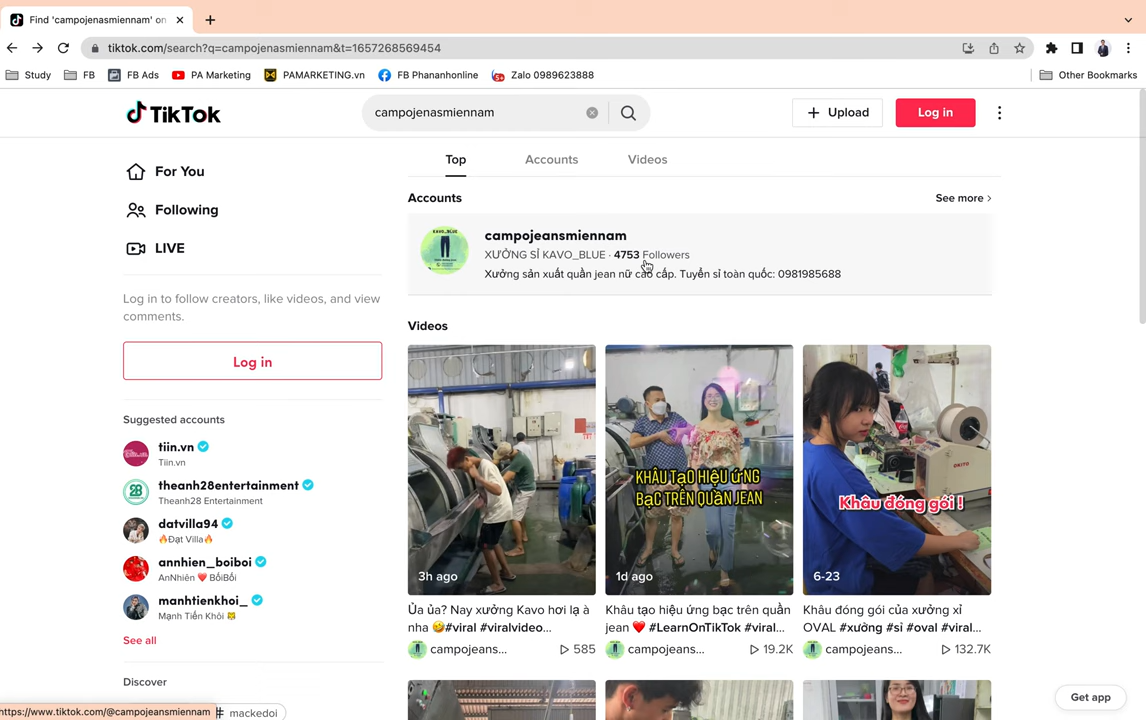 Find 'campojenasmiennam' on
tiktok.com/search?q=campojenasmiennam&t=1657268569454
Study
FB
FB Ads
PA Marketing
PAMARKETING.vn
FB Phananhonline
Zalo 0989623888
Other Bookmarks
TikTok
campojenasmiennam
Upload
Log in
For You
Following
LIVE
Log in to follow creators, like videos, and view
comments.
Log in
Suggested accounts
tiin.vn
Tiin.vn
theanh28entertainment
Theanh28 Entertainment
datvilla94
🔥Đạt Villa🔥
annhien_boiboi
AnNhiên ❤️ BốiBối
manhtienkhoi_
Mạnh Tiến Khôi 🐯
See all
Discover
# mackedoi
https://www.tiktok.com/@campojeansmiennam
Top
Accounts
Videos
Accounts
See more
KAVO_BLUE
campojeansmiennam
XƯỞNG SỈ KAVO_BLUE · 4753 Followers
Xưởng sản xuất quần jean nữ cao cấp. Tuyển sỉ toàn quốc: 0981985688
Videos
3h ago
Ủa ủa? Nay xưởng Kavo hơi lạ à
nha 🤣#viral #viralvideo...
campojeans...
585
KHÂU TẠO HIỆU ỨNG
BẠC TRÊN QUẦN JEAN
1d ago
Khâu tạo hiệu ứng bạc trên quần
jean ❤️ #LearnOnTikTok #viral...
campojeans...
19.2K
Khâu đóng gói !
6-23
Khâu đóng gói của xưởng xỉ
OVAL #xưởng #sỉ #oval #viral...
campojeans...
132.7K
Get app